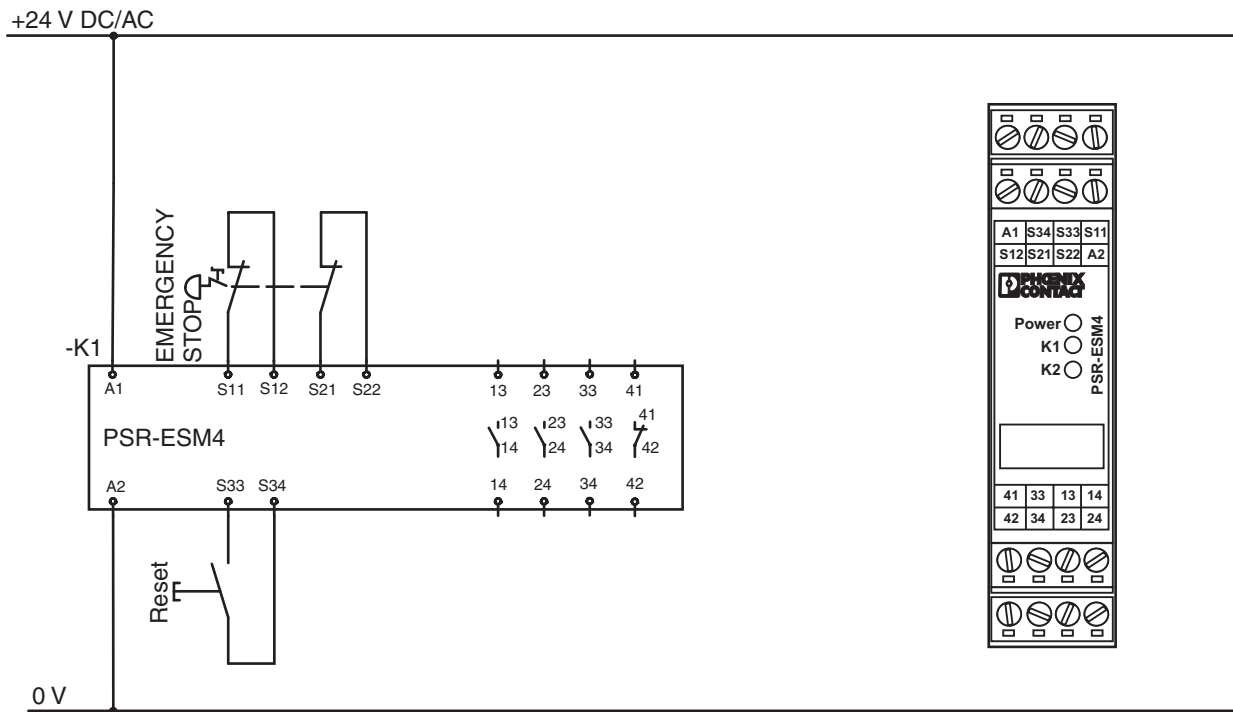 +24 V DC/AC
EMERGENCY
STOP
-K1
A1 S11 S12 S21 S22 13 23 33 41
PSR-ESM4
13 23 33 41
14 24 34 42
A2 S33 S34 14 24 34 42
Reset
0 V
A1 S34 S33 S11
S12 S21 S22 A2
PHŒNIX
CONTACT
Power
K1
K2
PSR-ESM4
41 33 13 14
42 34 23 24